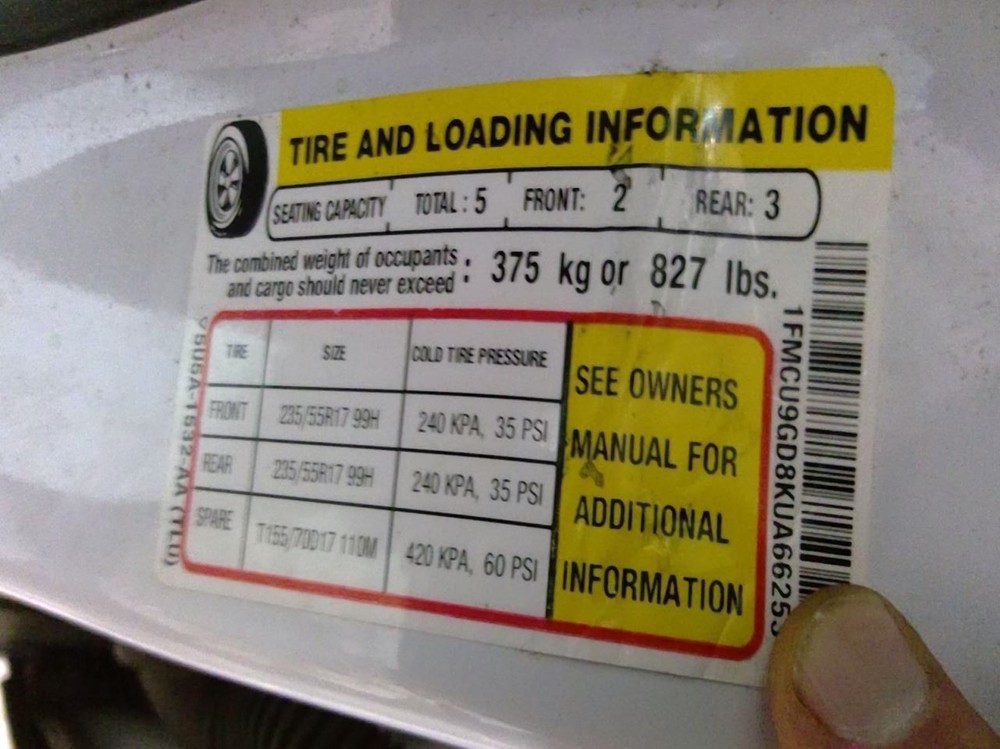 TIRE AND LOADING INFORMATION
SEATING CAPACITY TOTAL : 5 FRONT: 2 REAR: 3
The combined weight of occupants
and cargo should never exceed : 375 kg or 827 lbs.
TIRE SIZE COLD TIRE PRESSURE
FRONT 235/55R17 99H 240 KPA, 35 PSI
REAR 235/55R17 99H 240 KPA, 35 PSI
SPARE T155/70D17 110M 420 KPA, 60 PSI
SEE OWNERS
MANUAL FOR
ADDITIONAL
INFORMATION
1FMCU9GD8KUA66253